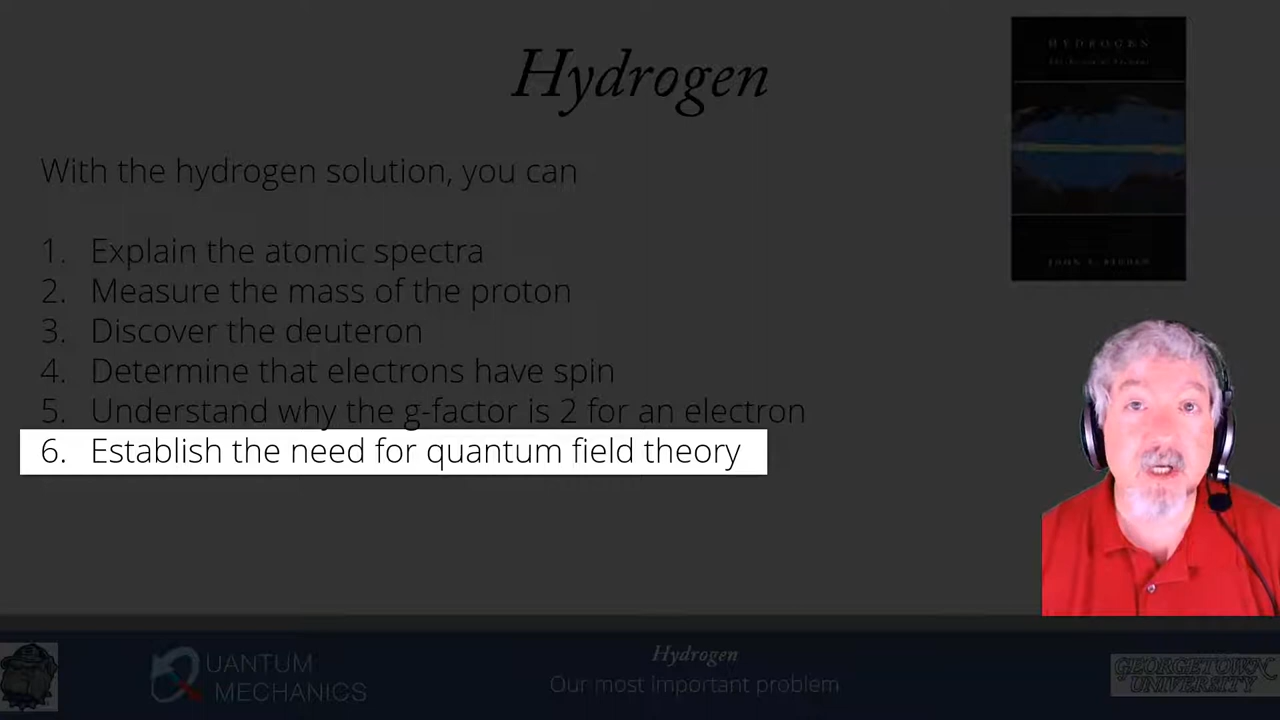 Hydrogen
HYDROGEN
With the hydrogen solution, you can
1. Explain the atomic spectra
2. Measure the mass of the proton
3. Discover the deuteron
4. Determine that electrons have spin
5. Understand why the g-factor is 2 for an electron
6. Establish the need for quantum field theory
QUANTUM
MECHANICS
Hydrogen
Our most important problem
GEORGETOWN
UNIVERSITY